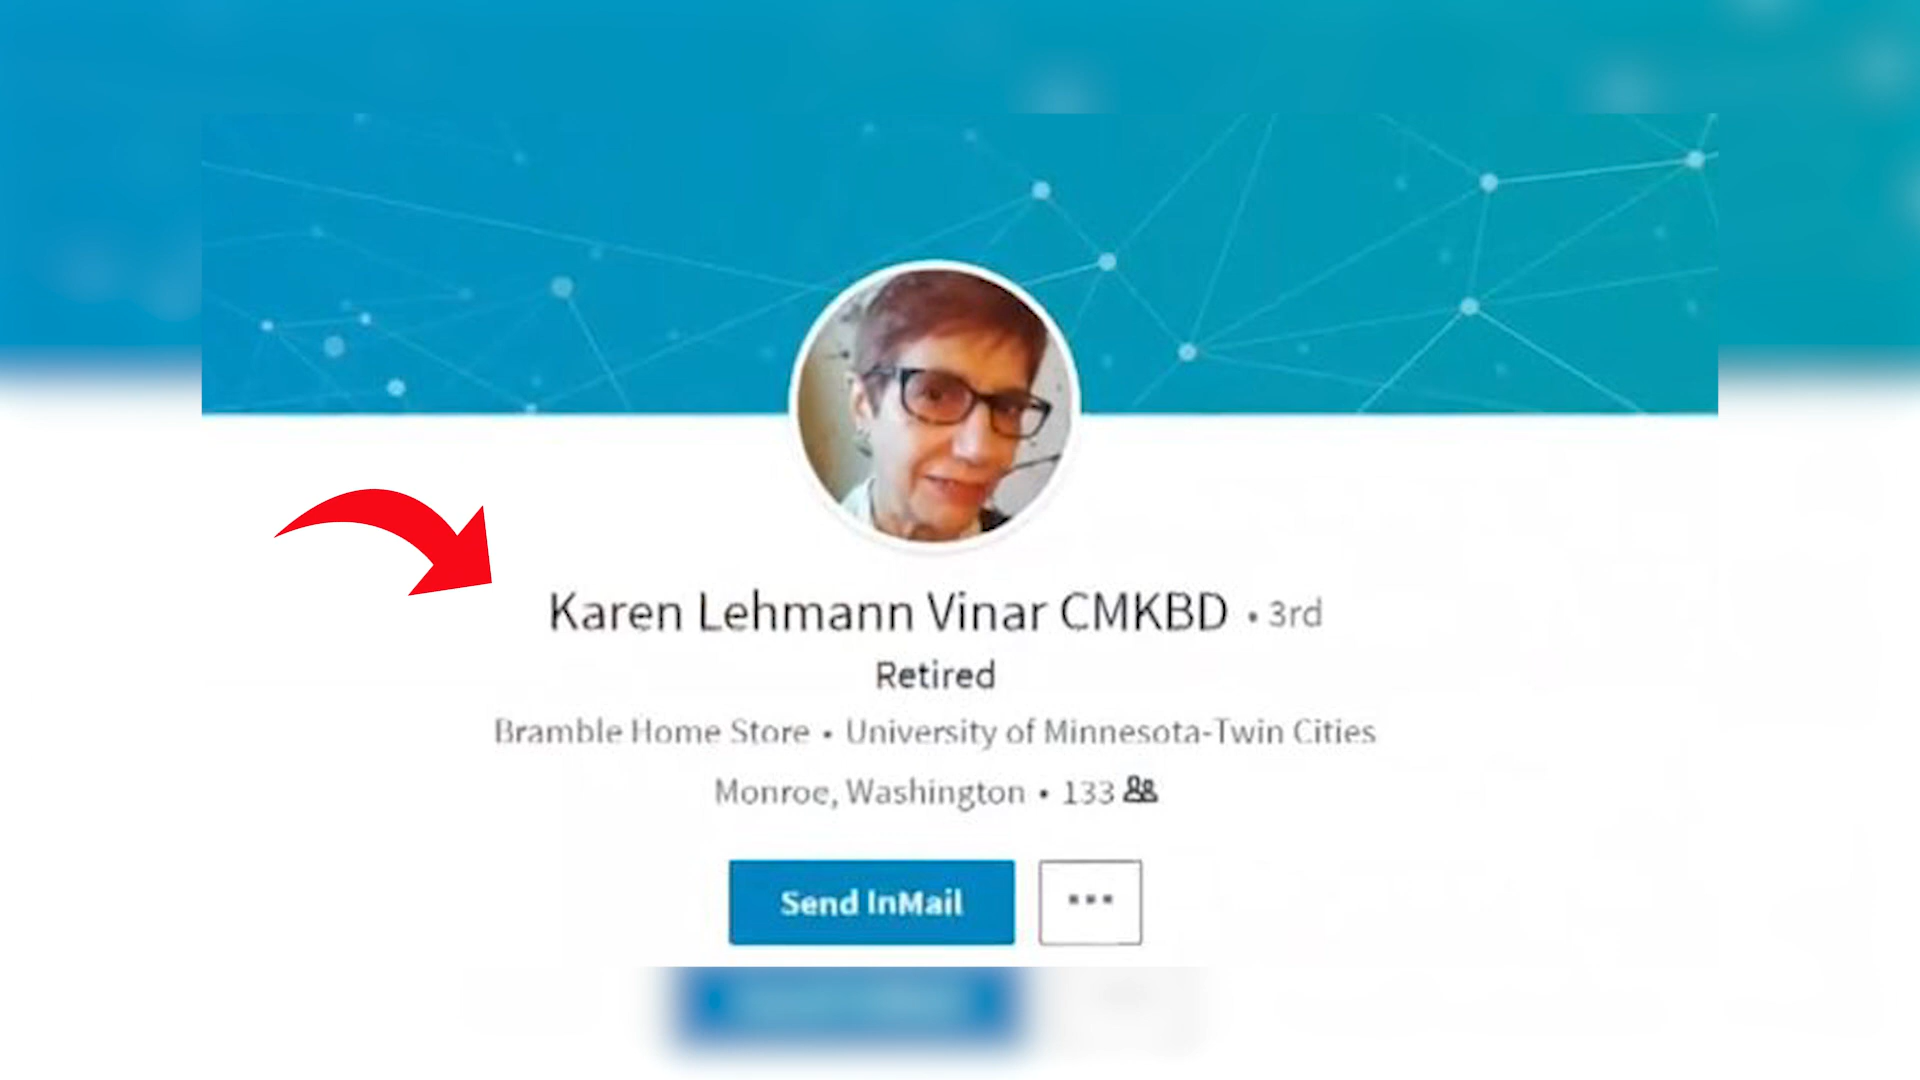 Karen Lehmann Vinar CMKBD • 3rd
Retired
Bramble Home Store • University of Minnesota-Twin Cities
Monroe, Washington • 133
Send InMail